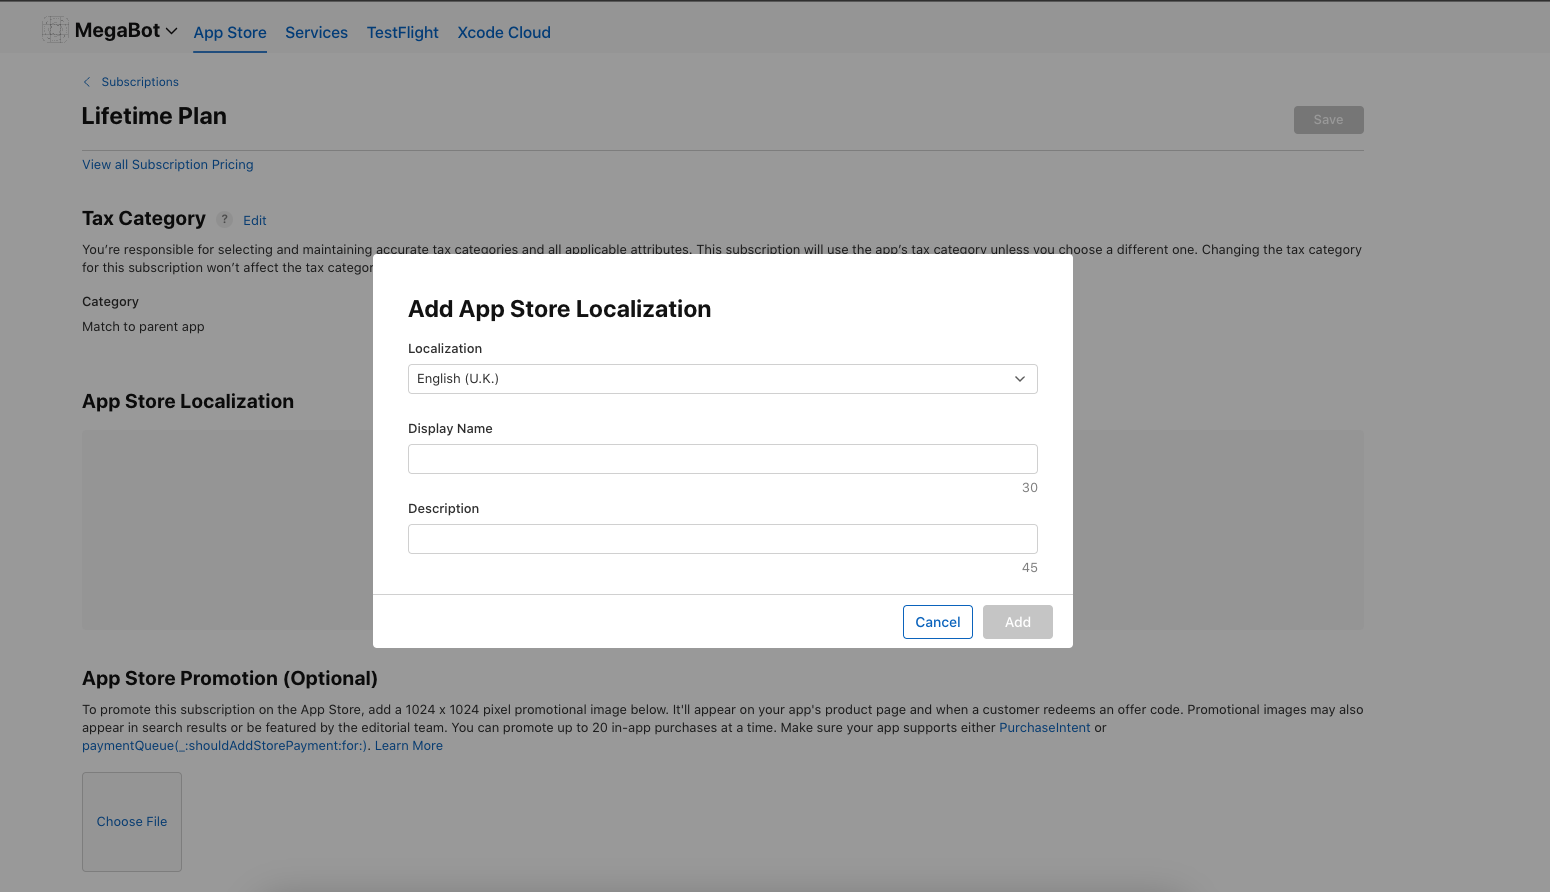 MegaBot
App Store
Services
TestFlight
Xcode Cloud
Subscriptions
Lifetime Plan
Save
View all Subscription Pricing
Tax Category ? Edit
You’re responsible for selecting and maintaining accurate tax categories and all applicable attributes. This subscription will use the app’s tax category unless you choose a different one. Changing the tax category
for this subscription won’t affect the tax
Category
Match to parent app
App Store Localization
Add App Store Localization
Localization
English (U.K.)
Display Name
30
Description
45
Cancel
Add
App Store Promotion (Optional)
To promote this subscription on the App Store, add a 1024 x 1024 pixel promotional image below. It'll appear on your app's product page and when a customer redeems an offer code. Promotional images may also
appear in search results or be featured by the editorial team. You can promote up to 20 in-app purchases at a time. Make sure your app supports either PurchaseIntent or
paymentQueue(_:shouldAddStorePayment:for:). Learn More
Choose File